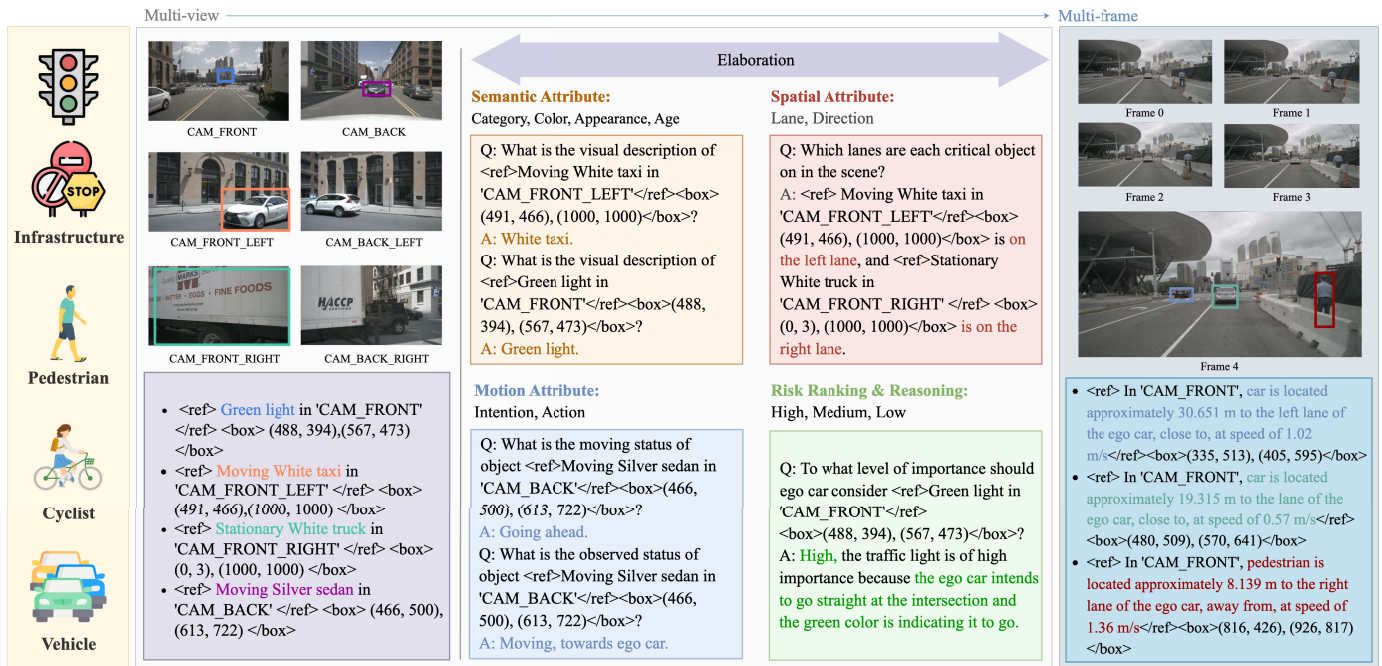 Multi-view
Multi-frame
STOP
Infrastructure
Pedestrian
Cyclist
Vehicle
CAM_FRONT
CAM_BACK
CAM_FRONT_LEFT
CAM_BACK_LEFT
MARKS
BUTTER - EGGS - FINE FOODS
HACCP
CAM_FRONT_RIGHT
CAM_BACK_RIGHT
• <ref> Green light in 'CAM_FRONT'
</ref> <box> (488, 394),(567, 473)
</box>
• <ref> Moving White taxi in
'CAM_FRONT_LEFT' </ref> <box>
(491, 466),(1000, 1000) </box>
• <ref> Stationary White truck in
'CAM_FRONT_RIGHT' </ref> <box>
(0, 3), (1000, 1000) </box>
• <ref> Moving Silver sedan in
'CAM_BACK' </ref> <box> (466, 500),
(613, 722) </box>
Elaboration
Semantic Attribute:
Category, Color, Appearance, Age
Q: What is the visual description of
<ref>Moving White taxi in
'CAM_FRONT_LEFT'</ref><box>
(491, 466), (1000, 1000)</box>?
A: White taxi.
Q: What is the visual description of
<ref>Green light in
'CAM_FRONT'</ref><box>(488,
394), (567, 473)</box>?
A: Green light.
Spatial Attribute:
Lane, Direction
Q: Which lanes are each critical object
on in the scene?
A: <ref> Moving White taxi in
'CAM_FRONT_LEFT'</ref><box>
(491, 466), (1000, 1000)</box> is on
the left lane, and <ref>Stationary
White truck in
'CAM_FRONT_RIGHT' </ref> <box>
(0, 3), (1000, 1000)</box> is on the
right lane.
Motion Attribute:
Intention, Action
Q: What is the moving status of
object <ref>Moving Silver sedan in
'CAM_BACK'</ref><box>(466,
500), (613, 722)</box>?
A: Going ahead.
Q: What is the observed status of
object <ref>Moving Silver sedan in
'CAM_BACK'</ref><box>(466,
500), (613, 722)</box>?
A: Moving, towards ego car.
Risk Ranking & Reasoning:
High, Medium, Low
Q: To what level of importance should
ego car consider <ref>Green light in
'CAM_FRONT'</ref>
<box>(488, 394), (567, 473)</box>?
A: High, the traffic light is of high
importance because the ego car intends
to go straight at the intersection and
the green color is indicating it to go.
Frame 0
Frame 1
Frame 2
Frame 3
Frame 4
• <ref> In 'CAM_FRONT', car is located
approximately 30.651 m to the left lane of
the ego car, close to, at speed of 1.02
m/s</ref><box>(335, 513), (405, 595)</box>
• <ref> In 'CAM_FRONT', car is located
approximately 19.315 m to the lane of the
ego car, close to, at speed of 0.57 m/s</ref>
<box>(480, 509), (570, 641)</box>
• <ref> In 'CAM_FRONT', pedestrian is
located approximately 8.139 m to the right
lane of the ego car, away from, at speed of
1.36 m/s</ref><box>(816, 426), (926, 817)
</box>